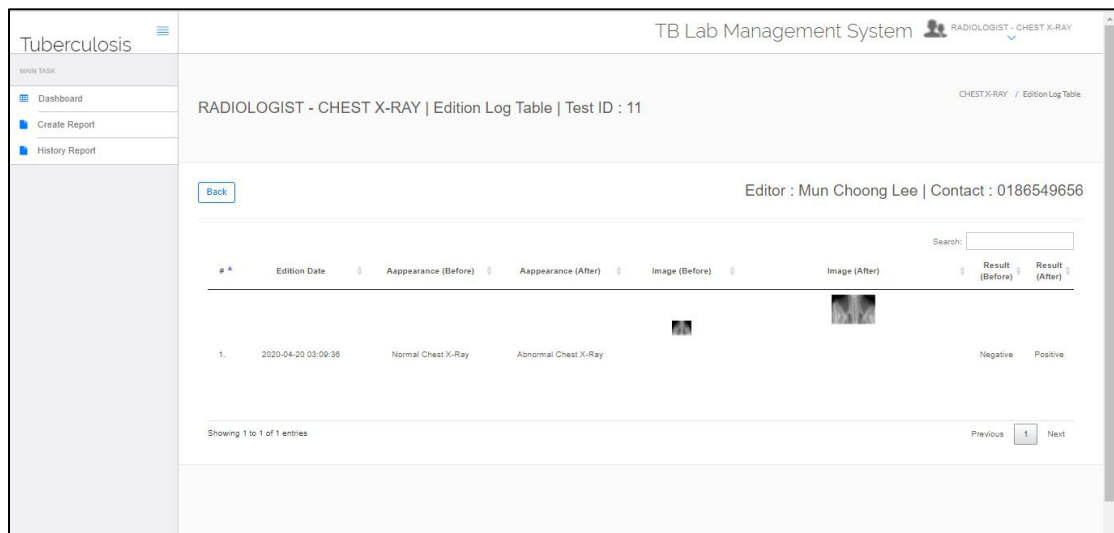 Tuberculosis
TB Lab Management System
RADIOLOGIST - CHEST X-RAY
MAIN TASK
Dashboard
Create Report
History Report
RADIOLOGIST - CHEST X-RAY | Edition Log Table | Test ID : 11
CHEST X-RAY / Edition Log Table
Back
Editor : Mun Choong Lee | Contact : 0186549656
Search:
# Edition Date Aappearance (Before) Aappearance (After) Image (Before) Image (After) Result (Before) Result (After)
1. 2020-04-20 03:09:36 Normal Chest X-Ray Abnormal Chest X-Ray Negative Positive
Showing 1 to 1 of 1 entries
Previous 1 Next